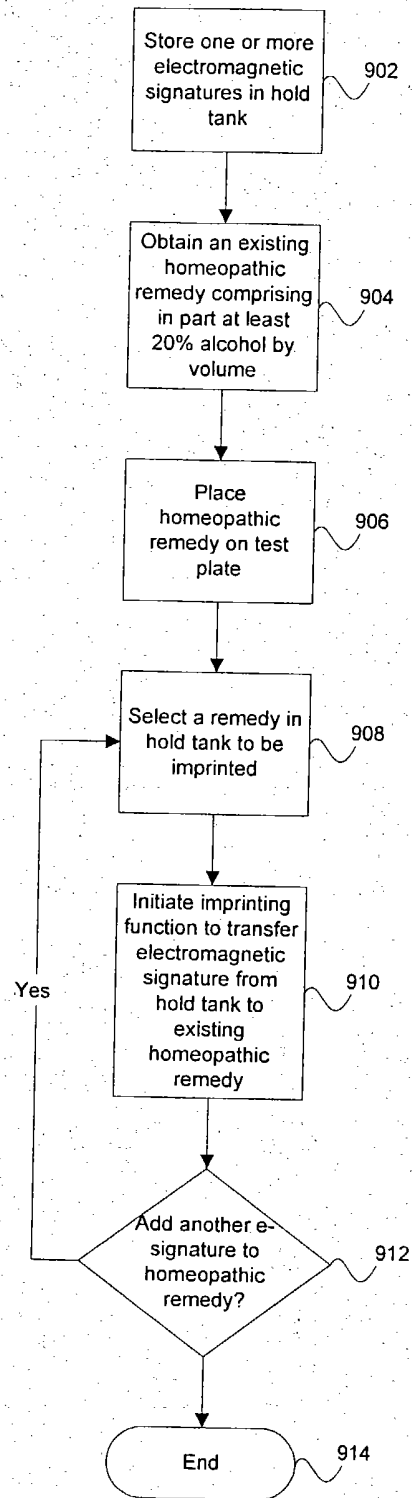 Store one or more
electromagnetic
signatures in hold
tank
902
Obtain an existing
homeopathic
remedy comprising
in part at least
20% alcohol by
volume
904
Place
homeopathic
remedy on test
plate
906
Select a remedy in
hold tank to be
imprinted
908
Initiate imprinting
function to transfer
electromagnetic
signature from
hold tank to
existing
homeopathic
remedy
910
Yes
Add another e-
signature to
homeopathic
remedy?
912
End
914